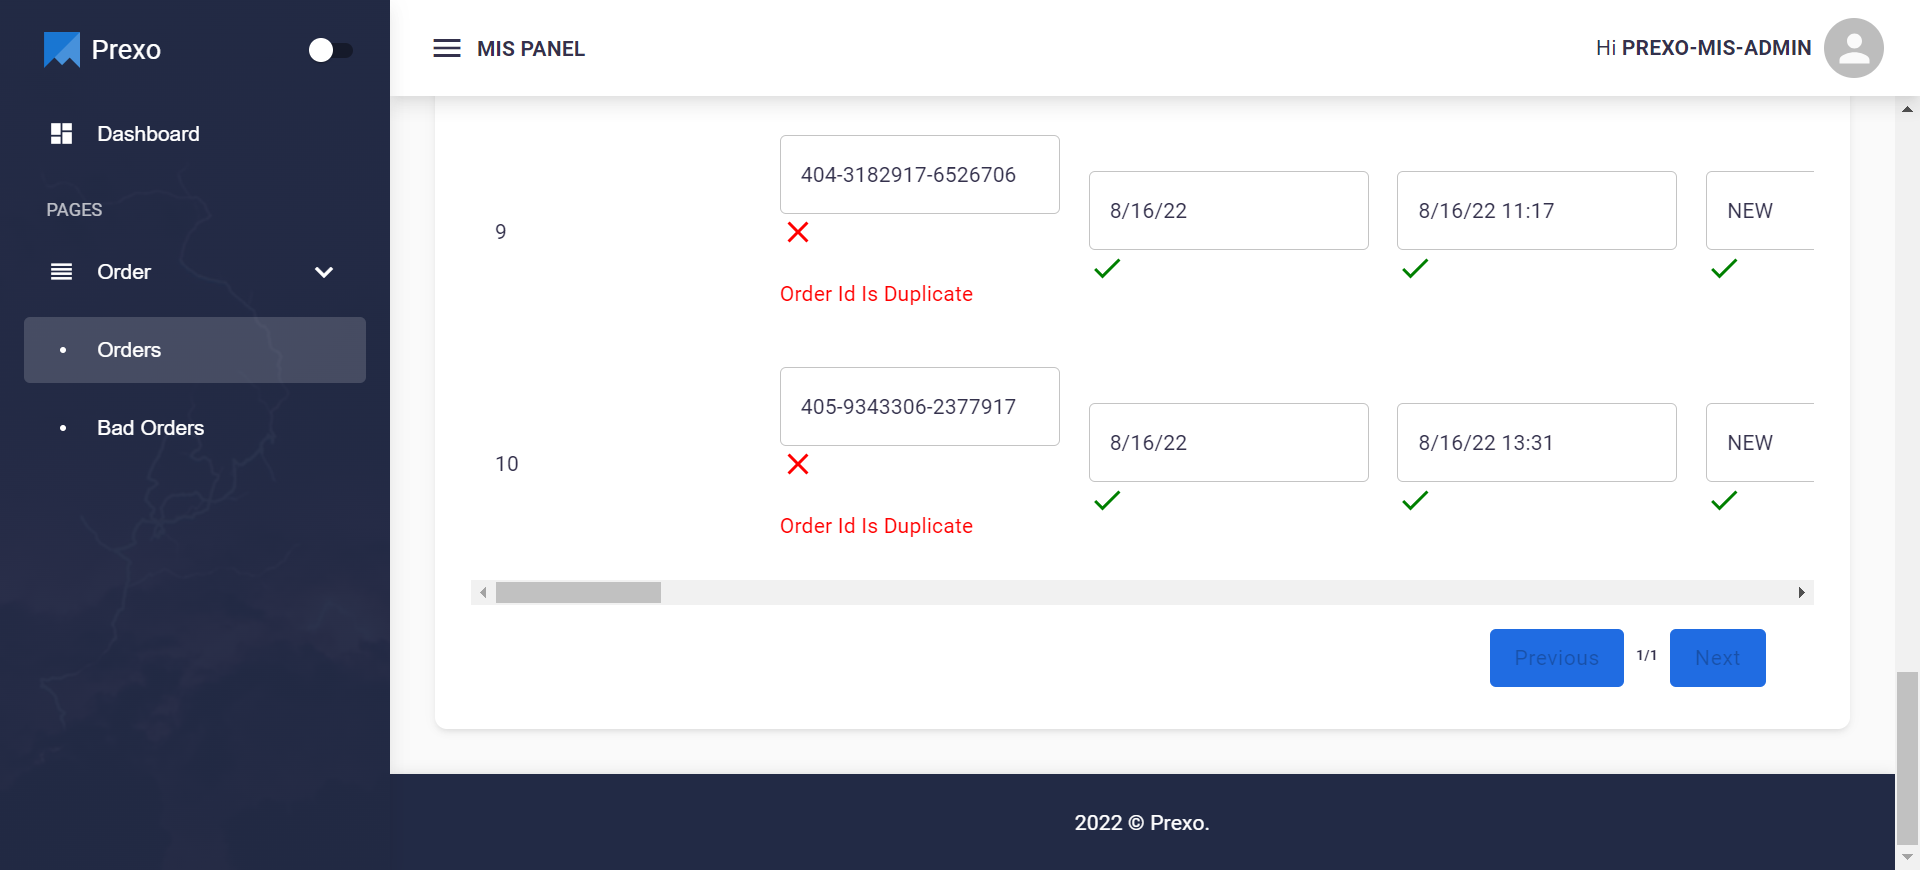 Prexo
MIS PANEL
Hi PREXO-MIS-ADMIN
Dashboard
PAGES
Order
Orders
Bad Orders
9
404-3182917-6526706
Order Id Is Duplicate
8/16/22
8/16/22 11:17
NEW
10
405-9343306-2377917
Order Id Is Duplicate
8/16/22
8/16/22 13:31
NEW
Previous
1/1
Next
2022 © Prexo.